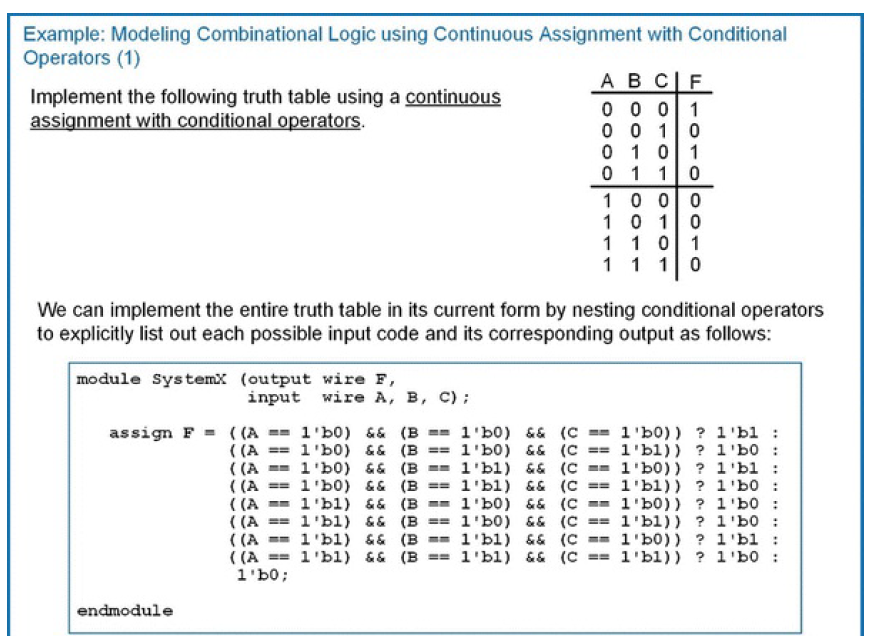 Example: Modeling Combinational Logic using Continuous Assignment with Conditional
Operators (1)
Implement the following truth table using a continuous
assignment with conditional operators.
A B C F
0 0 0 1
0 0 1 0
0 1 0 1
0 1 1 0
1 0 0 0
1 0 1 0
1 1 0 1
1 1 1 0
We can implement the entire truth table in its current form by nesting conditional operators
to explicitly list out each possible input code and its corresponding output as follows:
module SystemX (output wire F,
input wire A, B, C);
assign F = ((A == 1'b0) && (B == 1'b0) && (C == 1'b0)) ? 1'b1 :
((A == 1'b0) && (B == 1'b0) && (C == 1'b1)) ? 1'b0 :
((A == 1'b0) && (B == 1'b1) && (C == 1'b0)) ? 1'b1 :
((A == 1'b0) && (B == 1'b1) && (C == 1'b1)) ? 1'b0 :
((A == 1'b1) && (B == 1'b0) && (C == 1'b0)) ? 1'b0 :
((A == 1'b1) && (B == 1'b0) && (C == 1'b1)) ? 1'b0 :
((A == 1'b1) && (B == 1'b1) && (C == 1'b0)) ? 1'b1 :
((A == 1'b1) && (B == 1'b1) && (C == 1'b1)) ? 1'b0 :
1'b0;
endmodule